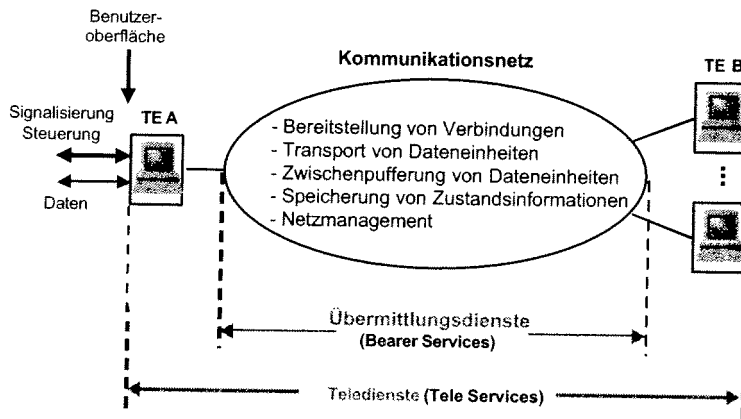 Benutzer-
oberfläche
Kommunikationsnetz
TE A
TE B
Signalisierung
Steuerung
Daten
- Bereitstellung von Verbindungen
- Transport von Dateneinheiten
- Zwischenpufferung von Dateneinheiten
- Speicherung von Zustandsinformationen
- Netzmanagement
Übermittlungsdienste
(Bearer Services)
Teledienste (Tele Services)